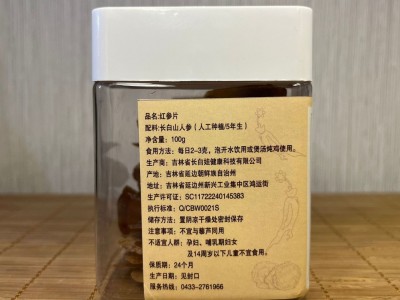 品名:红参片
配料:长白山人参(人工种植/5年生)
净含量:100g
食用方法:每日2-3克,泡开水饮用或煲汤炖鸡使用。
生产商:吉林省长白妞健康科技有限公司
产地:吉林省延边朝鲜族自治州
地址:吉林省延边州新兴工业集中区鸿运街
生产许可证:SC11722240145383
执行标准:Q/CBW0021S
储存方法:置阴凉干燥处密封保存
注意事项:不宜与藜芦同用
不适宜人群:孕妇、哺乳期妇女
及14周岁以下儿童不宜食用。
保质期:24个月
生产日期:见封口
服务热线:0433-2761966